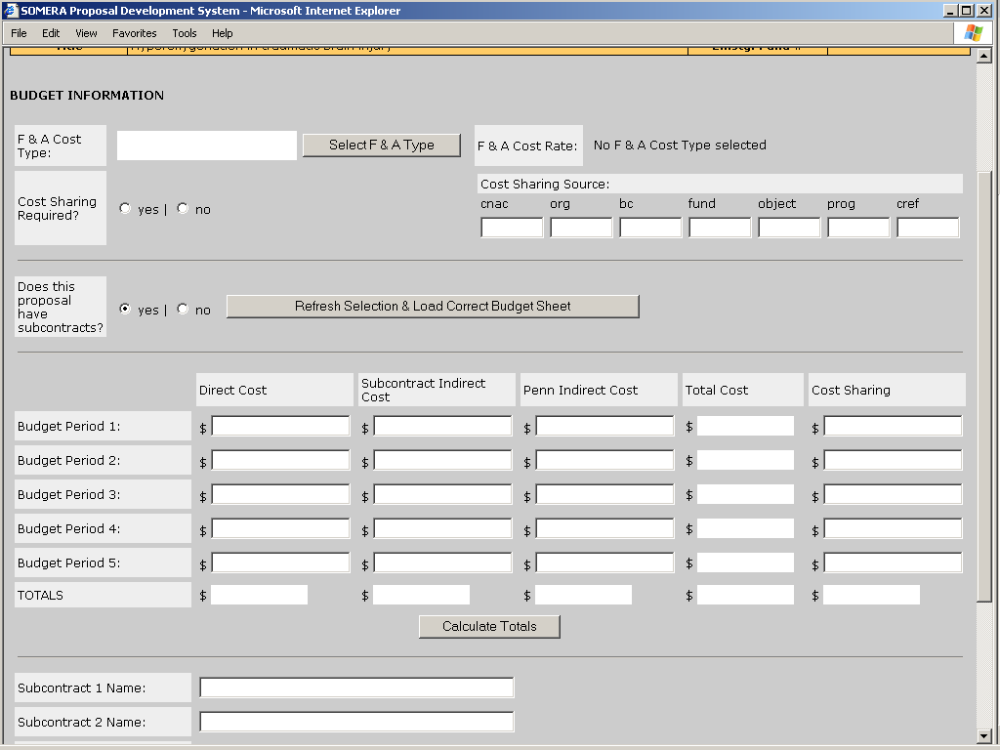 SOMERA Proposal Development System - Microsoft Internet Explorer
File Edit View Favorites Tools Help
BUDGET INFORMATION
F & A Cost
Type:
Select F & A Type
F & A Cost Rate:
No F & A Cost Type selected
Cost Sharing
Required?
yes |
no
Cost Sharing Source:
cnac org bc fund object prog cref
Does this
proposal
have
subcontracts?
yes |
no
Refresh Selection & Load Correct Budget Sheet
Direct Cost
Subcontract Indirect
Cost
Penn Indirect Cost
Total Cost
Cost Sharing
Budget Period 1: $ $ $ $ $
Budget Period 2: $ $ $ $ $
Budget Period 3: $ $ $ $ $
Budget Period 4: $ $ $ $ $
Budget Period 5: $ $ $ $ $
TOTALS $ $ $ $ $
Calculate Totals
Subcontract 1 Name:
Subcontract 2 Name: